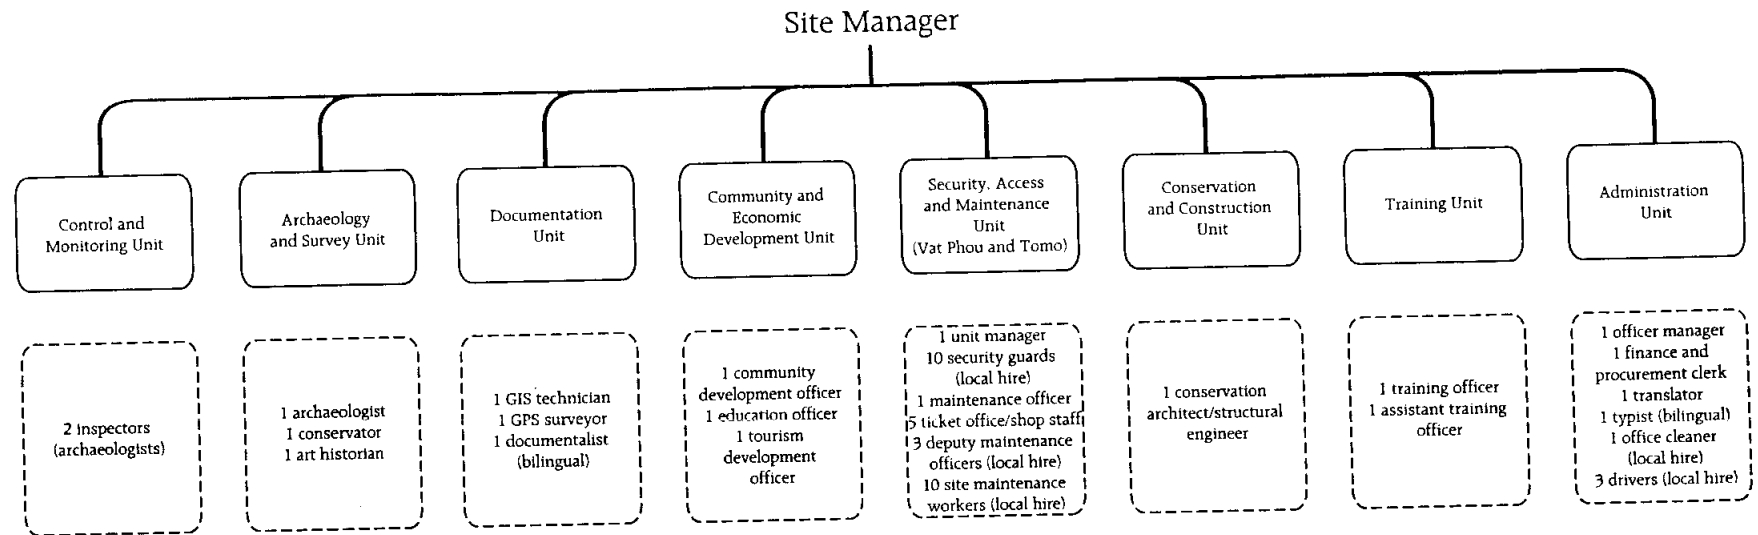 Site Manager
Control and
Monitoring Unit
Archaeology
and Survey Unit
Documentation
Unit
Community and
Economic
Development Unit
Security, Access
and Maintenance
Unit
(Vat Phou and Tomo)
Conservation
and Construction
Unit
Training Unit
Administration
Unit
2 inspectors
(archaeologists)
1 archaeologist
1 conservator
1 art historian
1 GIS technician
1 GPS surveyor
1 documentalist
(bilingual)
1 community
development officer
1 education officer
1 tourism
development
officer
1 unit manager
10 security guards
(local hire)
1 maintenance officer
5 ticket office/shop staff
3 deputy maintenance
officers (local hire)
10 site maintenance
workers (local hire)
1 conservation
architect/structural
engineer
1 training officer
1 assistant training
officer
1 officer manager
1 finance and
procurement clerk
1 translator
1 typist (bilingual)
1 office cleaner
(local hire)
3 drivers (local hire)